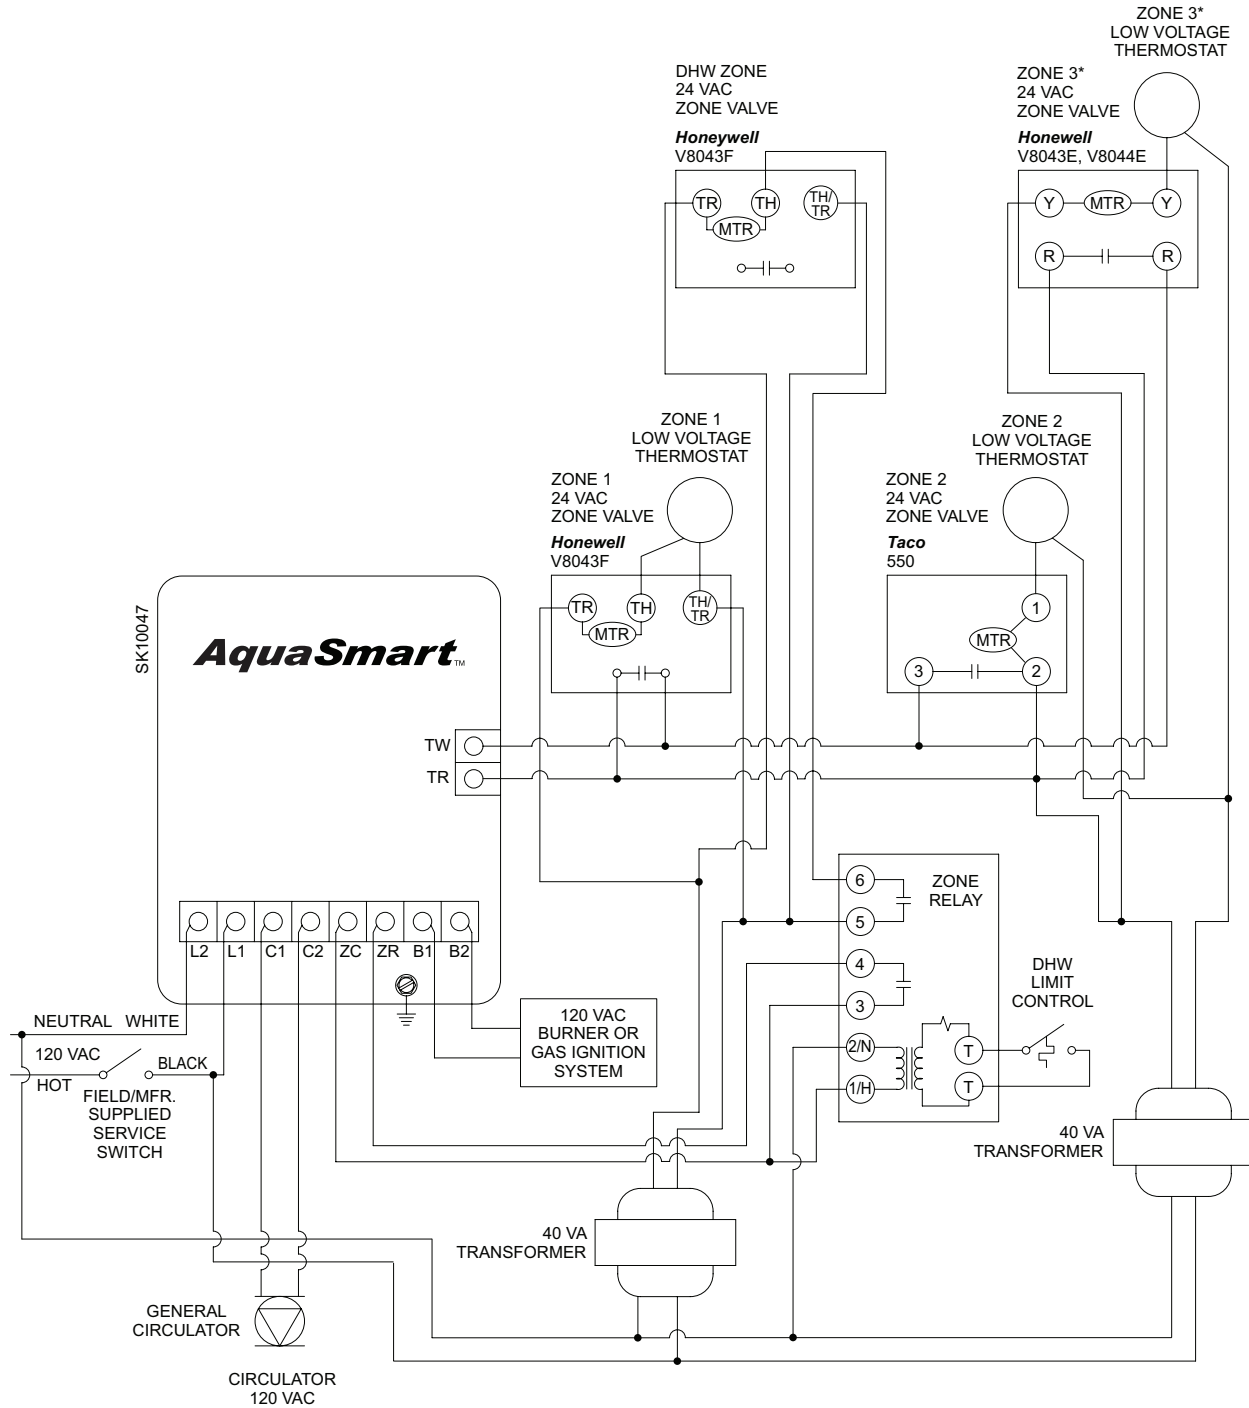 ZONE 3*
LOW VOLTAGE
THERMOSTAT
DHW ZONE
24 VAC
ZONE VALVE
Honeywell
V8043F
TR
TH
TH/
TR
MTR
ZONE 3*
24 VAC
ZONE VALVE
Honewell
V8043E, V8044E
Y
MTR
Y
R
R
ZONE 1
LOW VOLTAGE
THERMOSTAT
ZONE 1
24 VAC
ZONE VALVE
Honewell
V8043F
TR
TH
TH/
TR
MTR
ZONE 2
LOW VOLTAGE
THERMOSTAT
ZONE 2
24 VAC
ZONE VALVE
Taco
550
1
MTR
3
2
SK10047
AquaSmart™
TW
TR
L2
L1
C1
C2
ZC
ZR
B1
B2
6
5
4
3
2/N
1/H
ZONE
RELAY
T
T
DHW
LIMIT
CONTROL
NEUTRAL WHITE
120 VAC
HOT
BLACK
FIELD/MFR.
SUPPLIED
SERVICE
SWITCH
120 VAC
BURNER OR
GAS IGNITION
SYSTEM
40 VA
TRANSFORMER
40 VA
TRANSFORMER
GENERAL
CIRCULATOR
CIRCULATOR
120 VAC